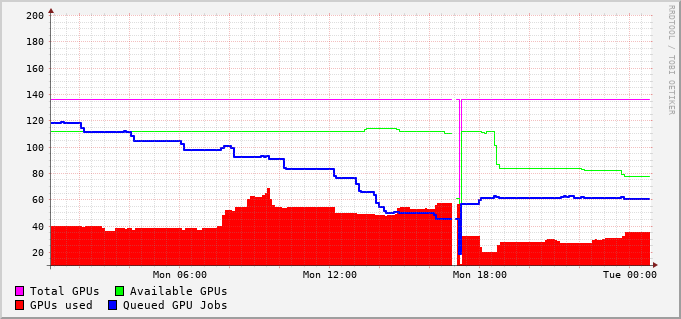 200
180
160
140
120
100
80
60
40
20
Mon 06:00 Mon 12:00 Mon 18:00 Tue 00:00
Total GPUs Available GPUs
GPUs used Queued GPU Jobs
RRDTOOL / TOBI OETIKER